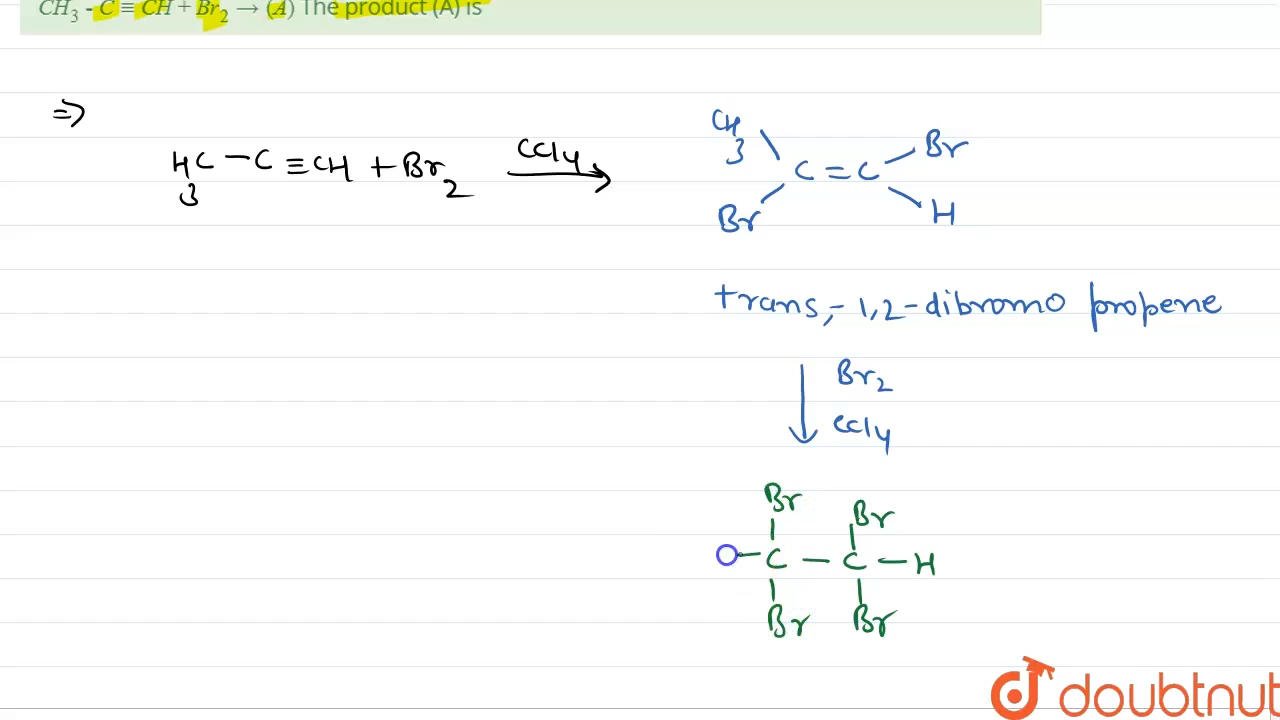 CH3 - C ≡ CH + Br2 → (A) The product (A) is
⇒
H3C – C ≡ CH + Br2 CCl4 →
CH3 Br
C = C
Br H
trans,-1,2-dibromo propene
↓ Br2
CCl4
Br Br
– C – C – H
Br Br
doubtnut